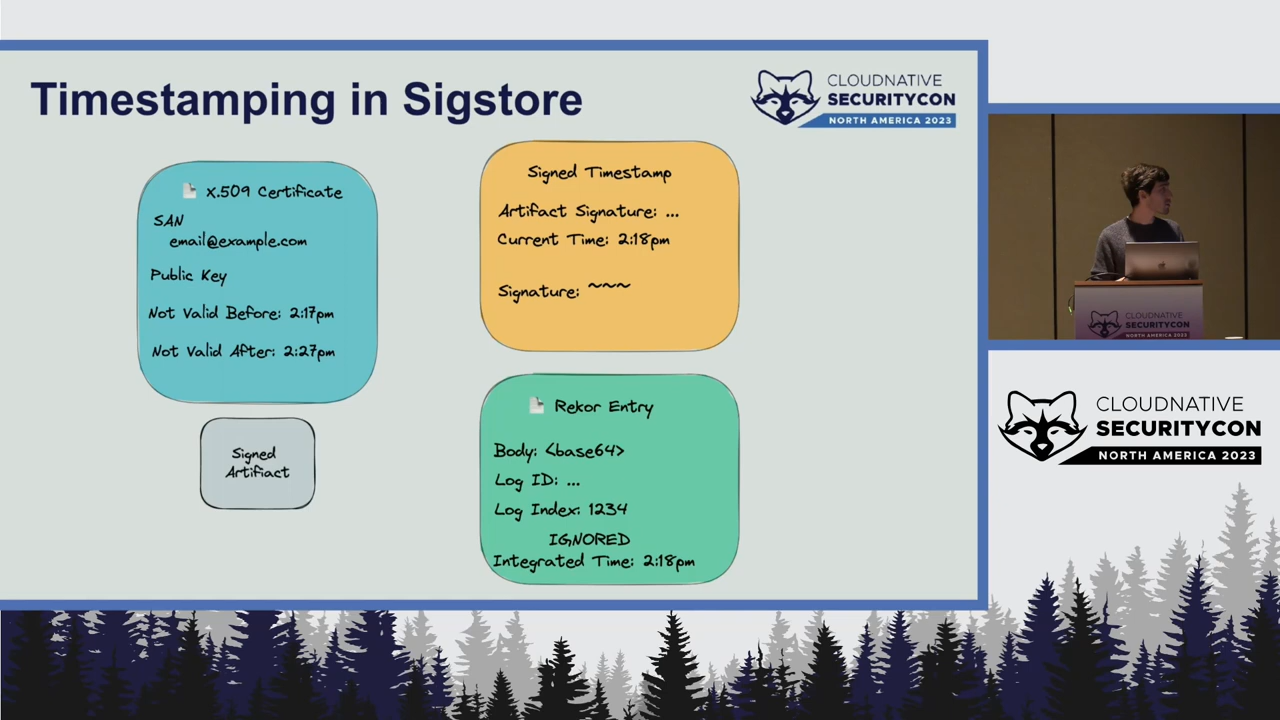 Timestamping in Sigstore
CLOUDNATIVE
SECURITYCON
NORTH AMERICA 2023
X.509 Certificate
SAN
email@example.com
Public Key
Not Valid Before: 2:17pm
Not Valid After: 2:27pm
Signed
Artifiact
Signed Timestamp
Artifact Signature: ...
Current Time: 2:18pm
Signature: ~~~
Rekor Entry
Body: <base64>
Log ID: ...
Log Index: 1234
IGNORED
Integrated Time: 2:18pm
CLOUDNATIVE
SECURITYCON
NORTH AMERICA 2023
CLOUDNATIVE
SECURITYCON
NORTH AMERICA 2023